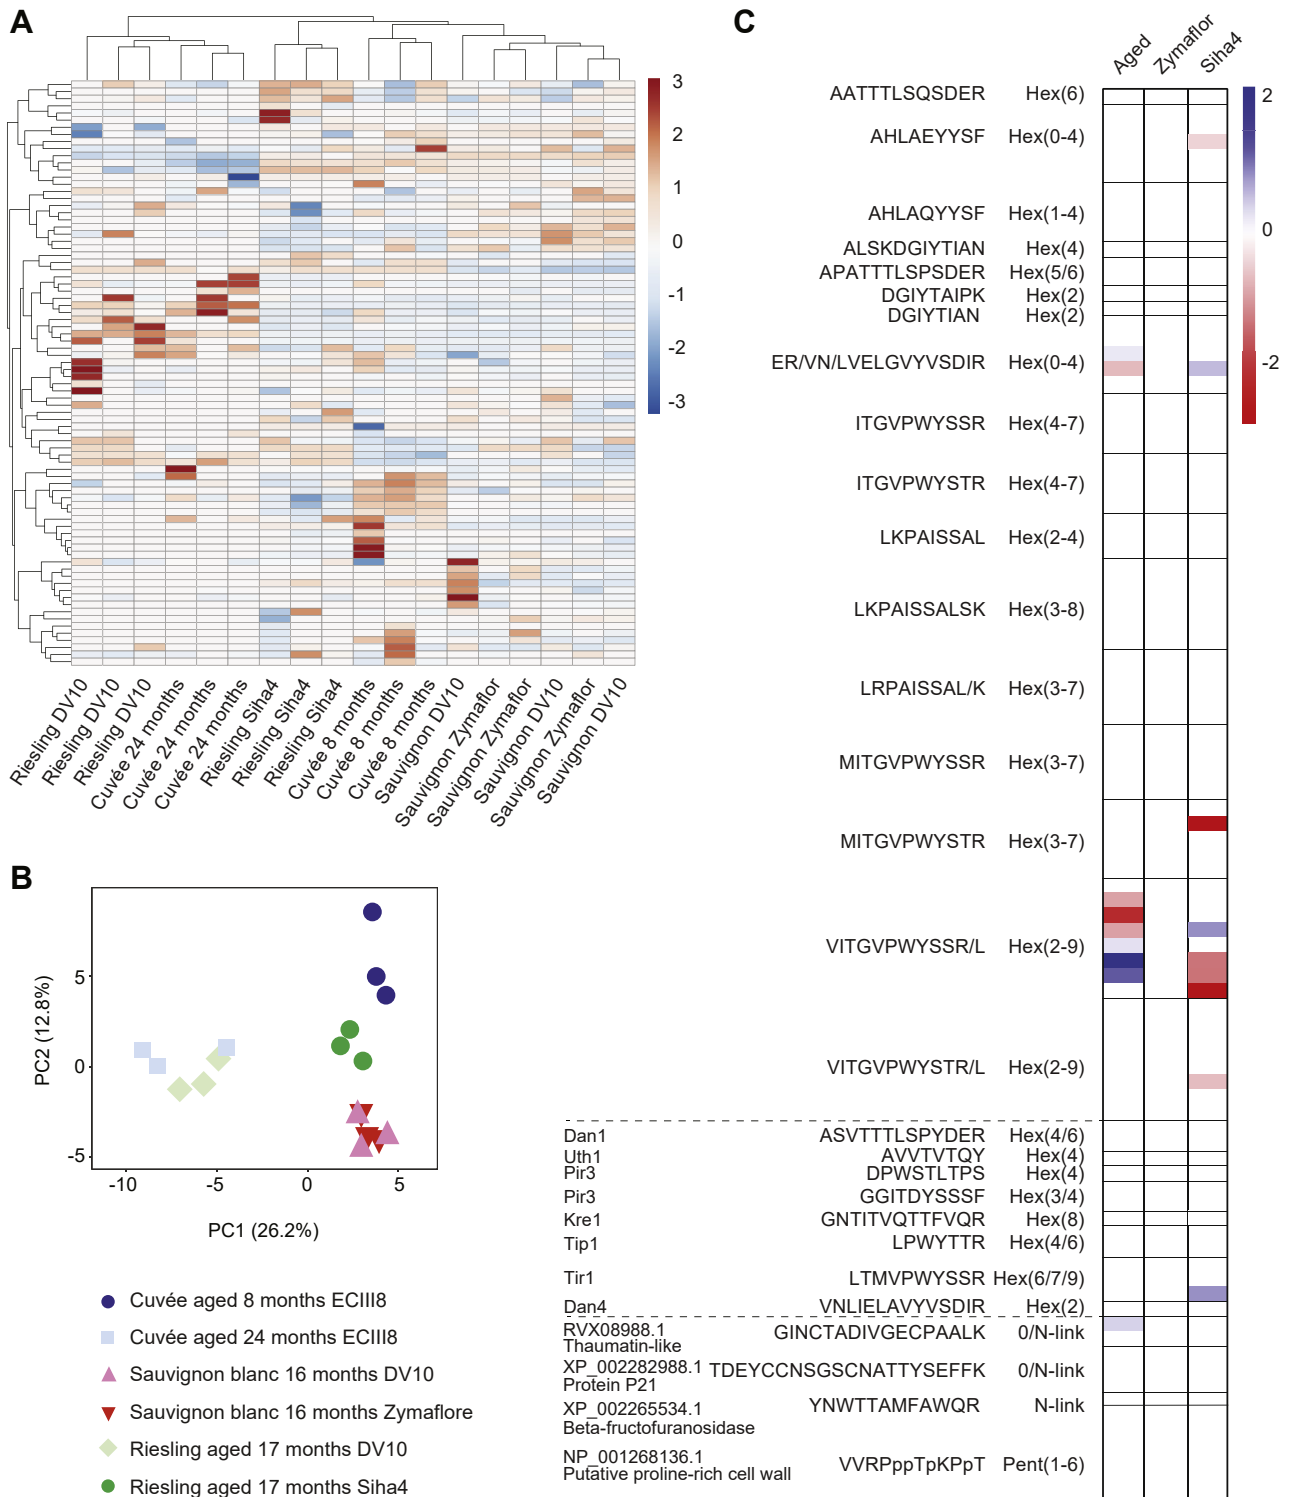 A
3
2
1
0
-1
-2
-3
Riesling DV10
Riesling DV10
Riesling DV10
Cuvée 24 months
Cuvée 24 months
Cuvée 24 months
Riesling Siha4
Riesling Siha4
Riesling Siha4
Cuvée 8 months
Cuvée 8 months
Cuvée 8 months
Sauvignon DV10
Sauvignon Zymaflor
Sauvignon Zymaflor
Sauvignon DV10
Sauvignon Zymaflor
Sauvignon DV10
B
PC2 (12.8%)
5
0
-5
-10
-5
0
5
PC1 (26.2%)
Cuvée aged 8 months ECIII8
Cuvée aged 24 months ECIII8
Sauvignon blanc 16 months DV10
Sauvignon blanc 16 months Zymaflore
Riesling aged 17 months DV10
Riesling aged 17 months Siha4
C
Aged
Zymaflor
Siha4
2
0
-2
AATTTLSQSDER Hex(6)
AHLAEYYSF Hex(0-4)
AHLAQYYSF Hex(1-4)
ALSKDGIYTIAN Hex(4)
APATTTLSPSDER Hex(5/6)
DGIYTAIPK Hex(2)
DGIYTIAN Hex(2)
ER/VN/LVELGVYVSDIR Hex(0-4)
ITGVPWYSSR Hex(4-7)
ITGVPWYSTR Hex(4-7)
LKPAISSAL Hex(2-4)
LKPAISSALSK Hex(3-8)
LRPAISSAL/K Hex(3-7)
MITGVPWYSSR Hex(3-7)
MITGVPWYSTR Hex(3-7)
VITGVPWYSSR/L Hex(2-9)
VITGVPWYSTR/L Hex(2-9)
Dan1 ASVTTTLSPYDER Hex(4/6)
Uth1 AVVTVTQY Hex(4)
Pir3 DPWSTLTPS Hex(4)
Pir3 GGITDYSSSF Hex(3/4)
Kre1 GNTITVQTTFVQR Hex(8)
Tip1 LPWYTTR Hex(4/6)
Tir1 LTMVPWYSSR Hex(6/7/9)
Dan4 VNLIELAVYVSDIR Hex(2)
RVX08988.1 GINCTADIVGECPAALK 0/N-link
Thaumatin-like
XP_002282988.1 TDEYCCNSGSCNATTYSEFFK 0/N-link
Protein P21
XP_002265534.1 YNWTTAMFAWQR N-link
Beta-fructofuranosidase
NP_001268136.1 VVRPppTpKPpT Pent(1-6)
Putative proline-rich cell wall